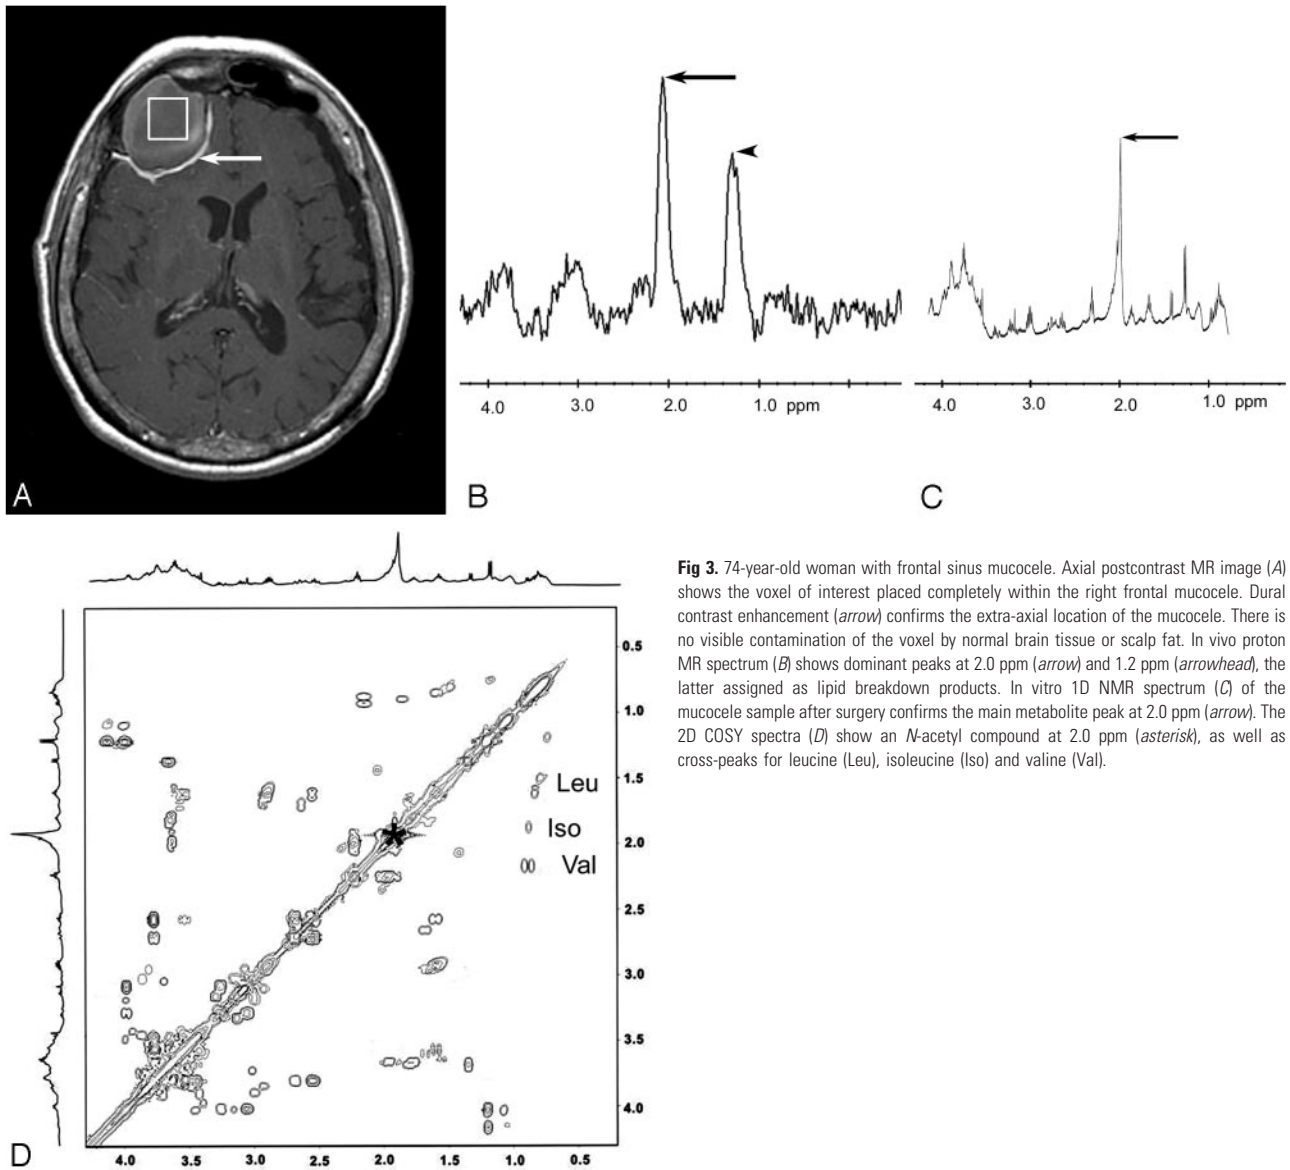 A
B
4.0 3.0 2.0 1.0 ppm
C
4.0 3.0 2.0 1.0 ppm
D
0.5
1.0
1.5
2.0
2.5
3.0
3.5
4.0
Leu
Iso
Val
4.0 3.5 3.0 2.5 2.0 1.5 1.0 0.5
Fig 3. 74-year-old woman with frontal sinus mucocele. Axial postcontrast MR image (A)
shows the voxel of interest placed completely within the right frontal mucocele. Dural
contrast enhancement (arrow) confirms the extra-axial location of the mucocele. There is
no visible contamination of the voxel by normal brain tissue or scalp fat. In vivo proton
MR spectrum (B) shows dominant peaks at 2.0 ppm (arrow) and 1.2 ppm (arrowhead), the
latter assigned as lipid breakdown products. In vitro 1D NMR spectrum (C) of the
mucocele sample after surgery confirms the main metabolite peak at 2.0 ppm (arrow). The
2D COSY spectra (D) show an N-acetyl compound at 2.0 ppm (asterisk), as well as
cross-peaks for leucine (Leu), isoleucine (Iso) and valine (Val).